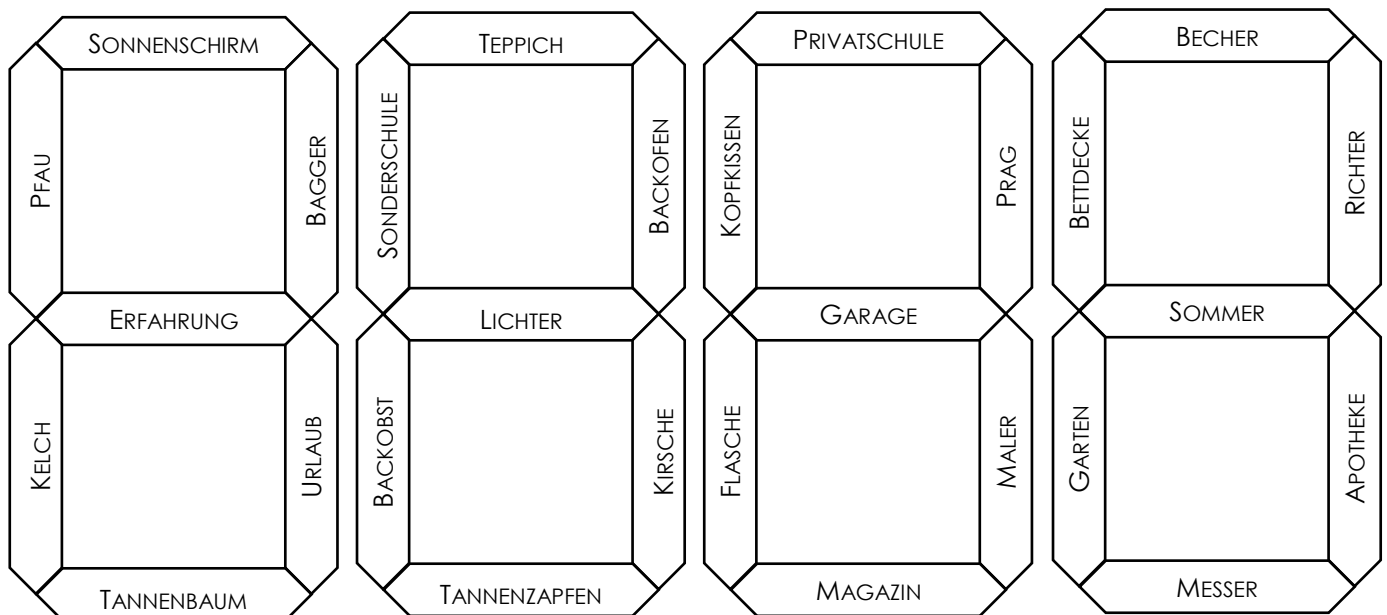 SONNENSCHIRM
PFAU
BAGGER
ERFAHRUNG
KELCH
URLAUB
TANNENBAUM
TEPPICH
SONDERSCHULE
BACKOFEN
LICHTER
BACKOBST
KIRSCHE
TANNENZAPFEN
PRIVATSCHULE
KOPFKISSEN
PRAG
GARAGE
FLASCHE
MALER
MAGAZIN
BECHER
BETTDECKE
RICHTER
SOMMER
GARTEN
APOTHEKE
MESSER